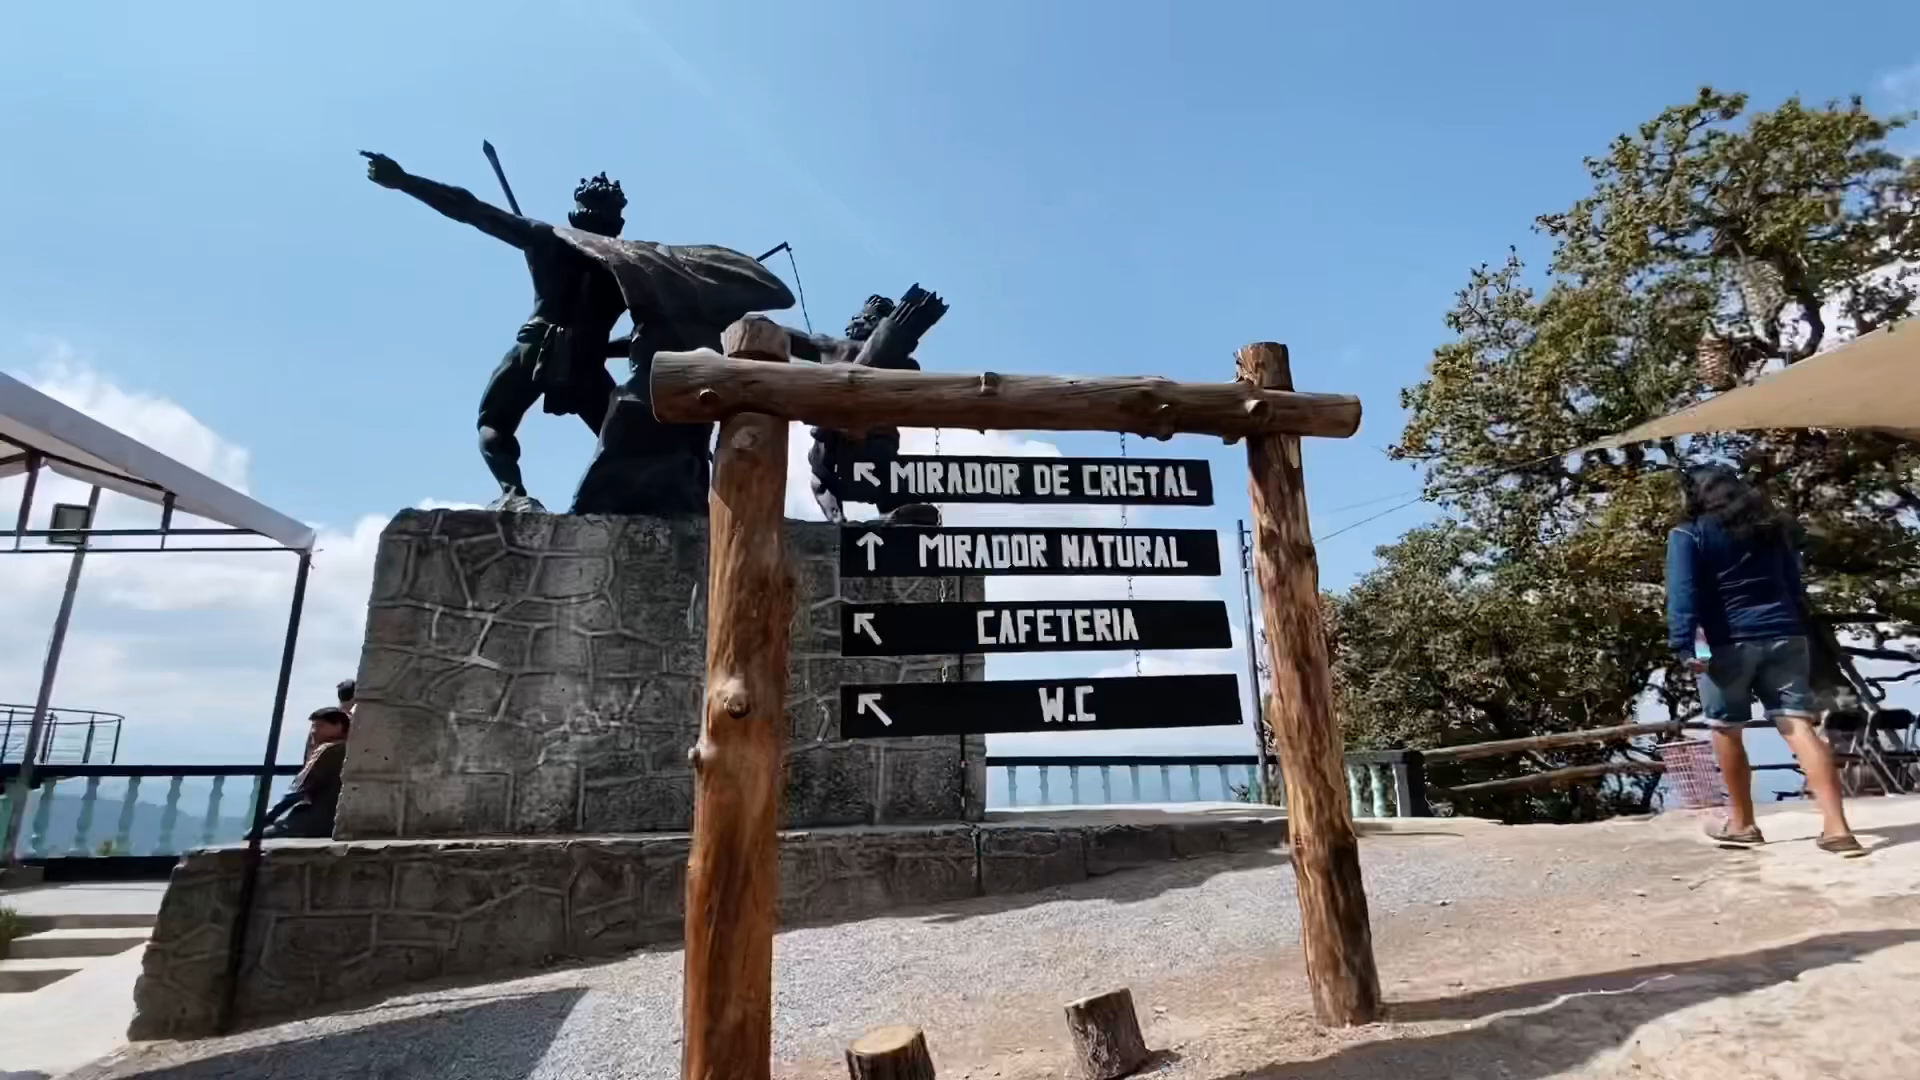 ↖ MIRADOR DE CRISTAL
↑ MIRADOR NATURAL
↖ CAFETERIA
↖ W.C